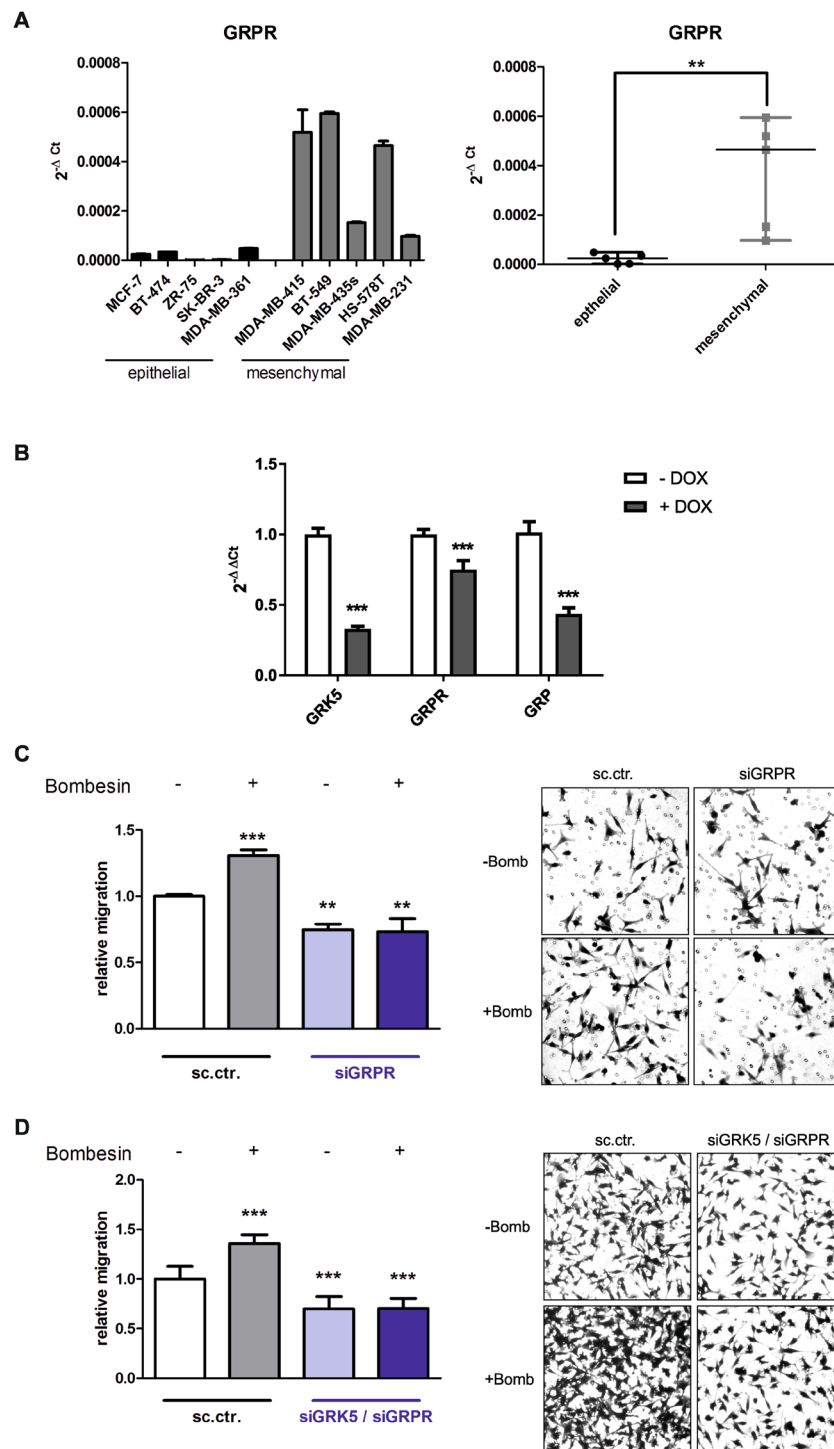 A
GRPR
0.0008
0.0006
0.0004
0.0002
0.0000
2-Δ Ct
MCF-7
BT-474
ZR-75
SK-BR-3
MDA-MB-361
MDA-MB-415
BT-549
MDA-MB-435s
HS-578T
MDA-MB-231
epithelial
mesenchymal
GRPR
**
0.0008
0.0006
0.0004
0.0002
0.0000
2-Δ Ct
epthelial
mesenchymal
B
1.5
1.0
0.5
0.0
2-Δ ΔCt
***
***
***
GRK5
GRPR
GRP
- DOX
+ DOX
C
Bombesin - + - +
1.5
1.0
0.5
0.0
relative migration
***
**
**
sc.ctr.
siGRPR
sc.ctr. siGRPR
-Bomb
+Bomb
D
Bombesin - + - +
2.0
1.5
1.0
0.5
0.0
relative migration
***
***
***
sc.ctr.
siGRK5 / siGRPR
sc.ctr. siGRK5 / siGRPR
-Bomb
+Bomb